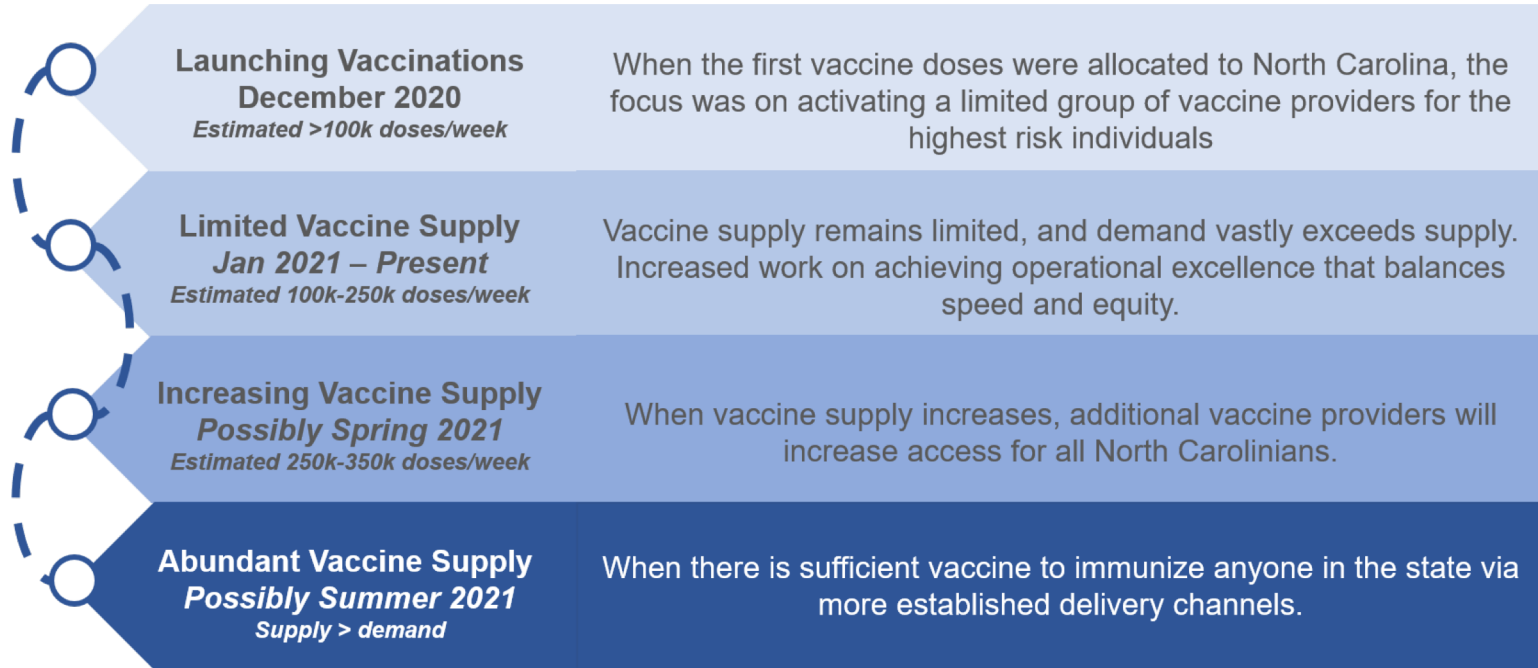 Launching Vaccinations
December 2020
Estimated >100k doses/week
When the first vaccine doses were allocated to North Carolina, the
focus was on activating a limited group of vaccine providers for the
highest risk individuals
Limited Vaccine Supply
Jan 2021 – Present
Estimated 100k-250k doses/week
Vaccine supply remains limited, and demand vastly exceeds supply.
Increased work on achieving operational excellence that balances
speed and equity.
Increasing Vaccine Supply
Possibly Spring 2021
Estimated 250k-350k doses/week
When vaccine supply increases, additional vaccine providers will
increase access for all North Carolinians.
Abundant Vaccine Supply
Possibly Summer 2021
Supply > demand
When there is sufficient vaccine to immunize anyone in the state via
more established delivery channels.